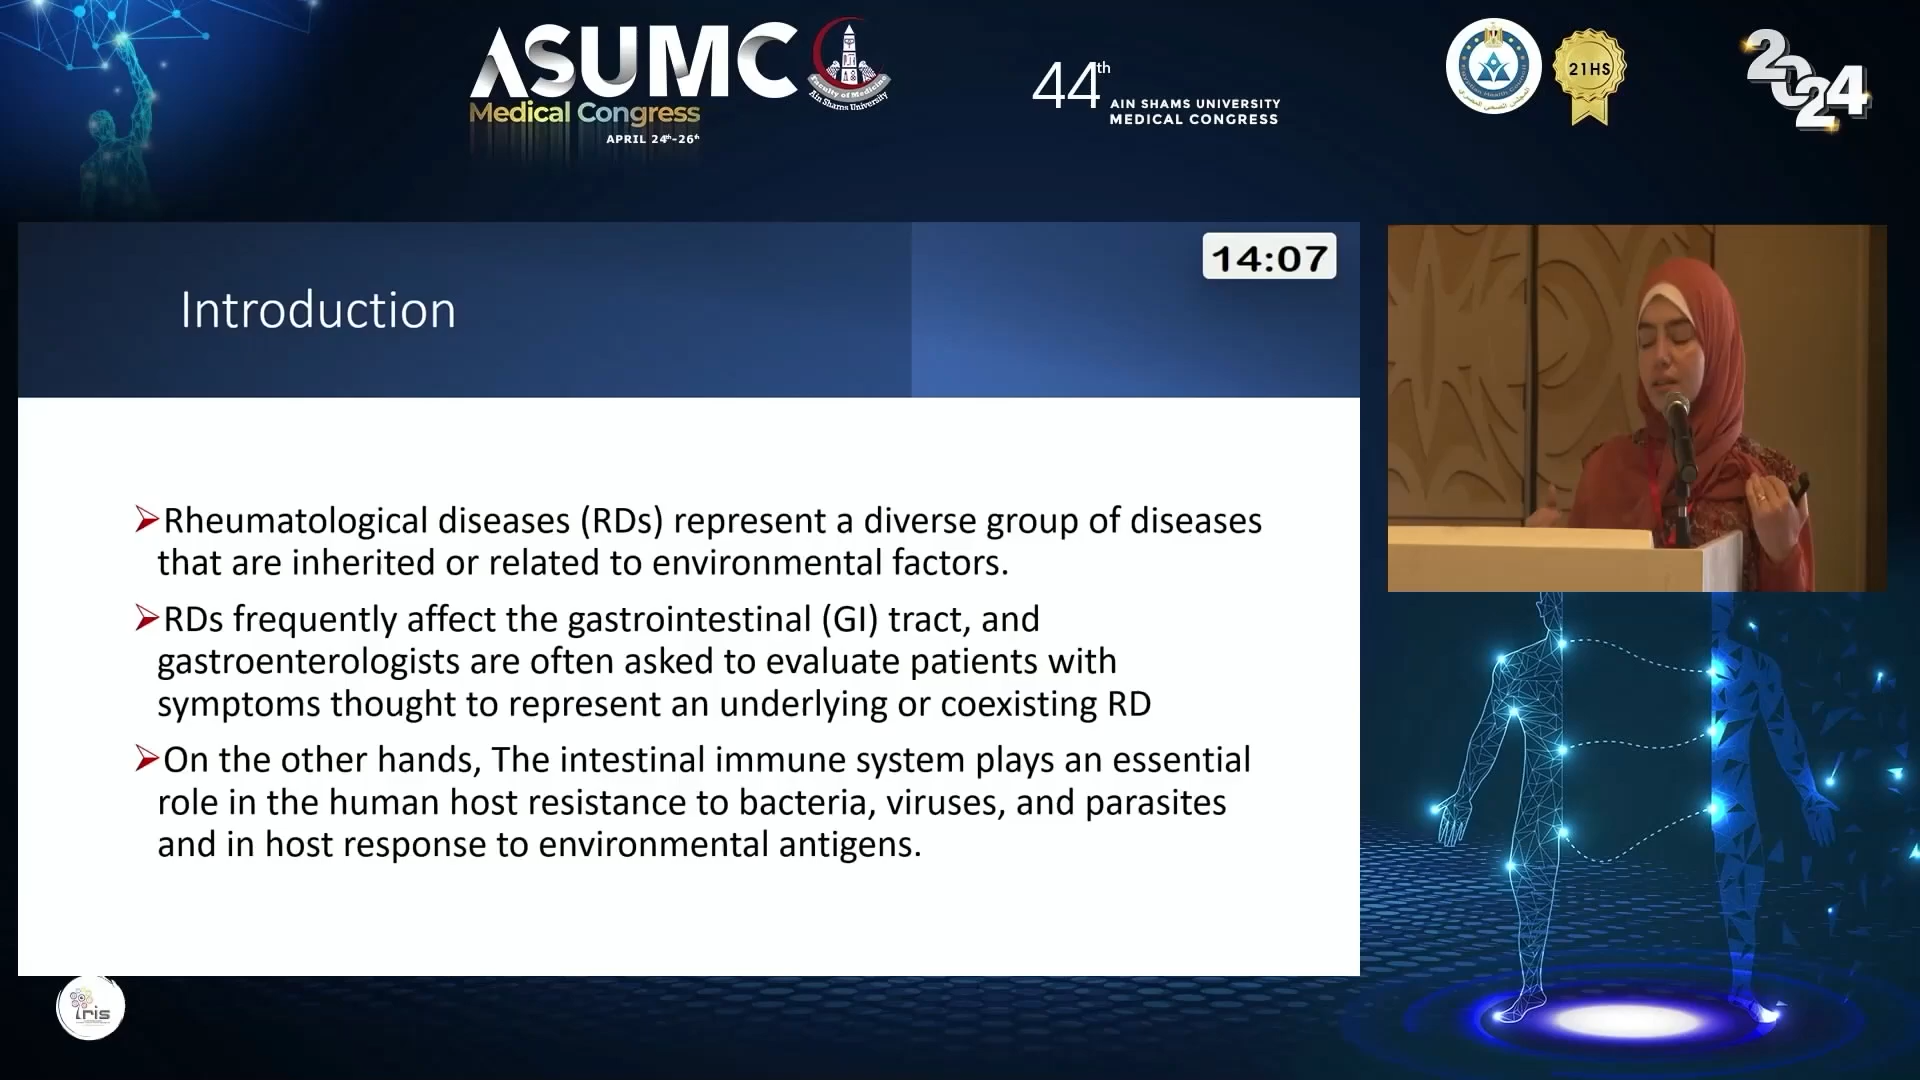 ASUMC
Medical Congress
APRIL 24th-26th
Faculty of Medicine
Ain Shams University
44th
AIN SHAMS UNIVERSITY
MEDICAL CONGRESS
21HS
2024
14:07
Introduction
➢Rheumatological diseases (RDs) represent a diverse group of diseases
that are inherited or related to environmental factors.
➢RDs frequently affect the gastrointestinal (GI) tract, and
gastroenterologists are often asked to evaluate patients with
symptoms thought to represent an underlying or coexisting RD
➢On the other hands, The intestinal immune system plays an essential
role in the human host resistance to bacteria, viruses, and parasites
and in host response to environmental antigens.
iris